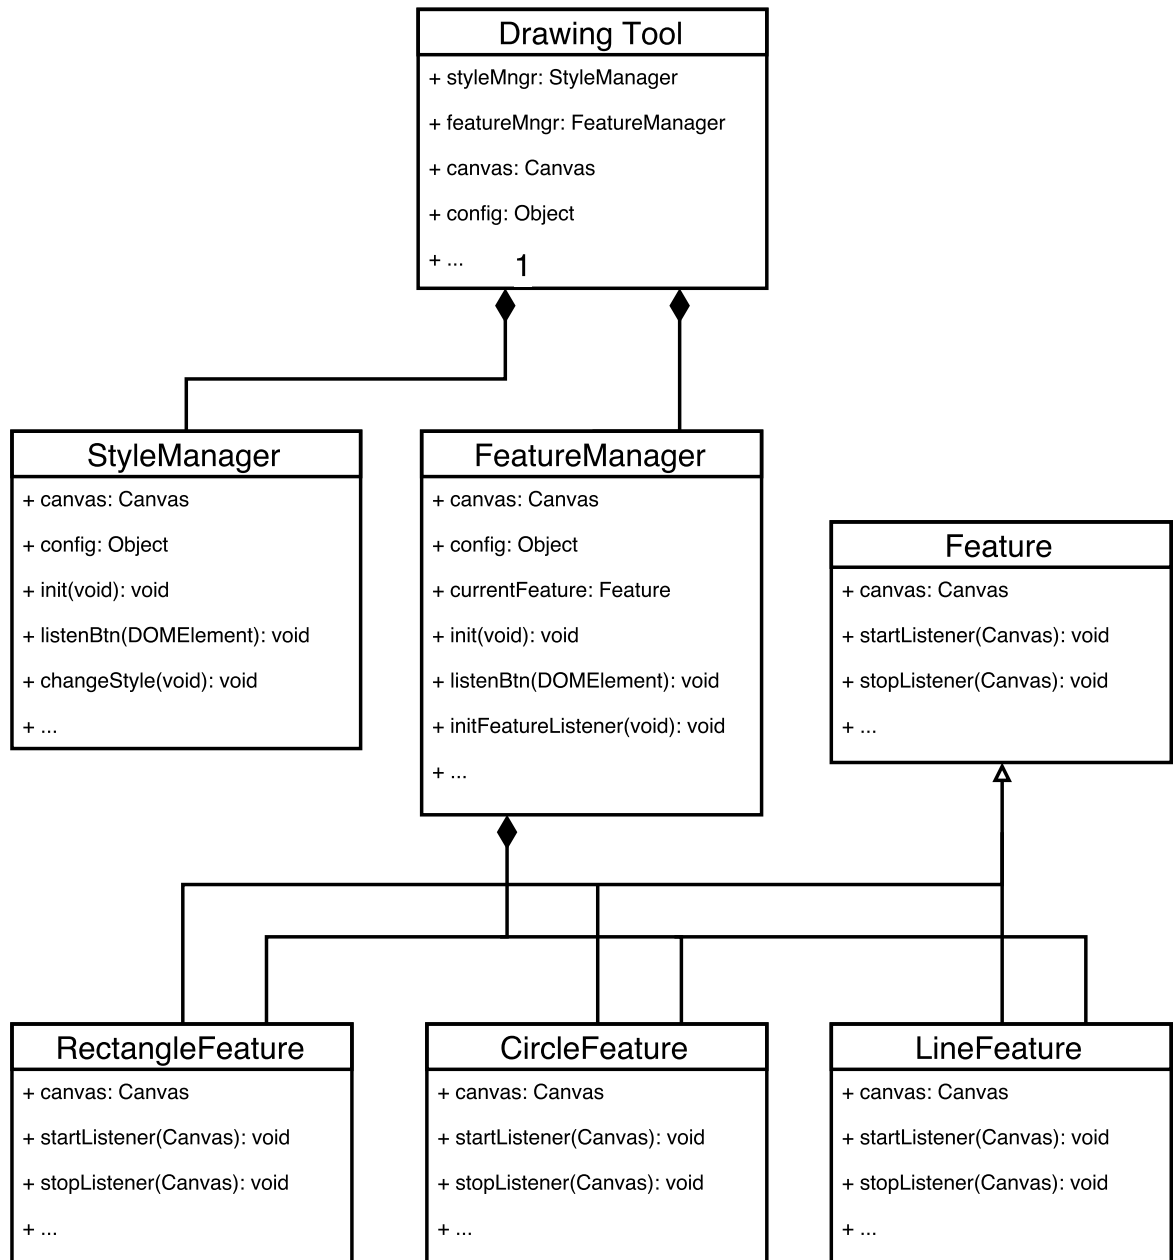 Drawing Tool
+ styleMngr: StyleManager
+ featureMngr: FeatureManager
+ canvas: Canvas
+ config: Object
+ ...
1
StyleManager
+ canvas: Canvas
+ config: Object
+ init(void): void
+ listenBtn(DOMElement): void
+ changeStyle(void): void
+ ...
FeatureManager
+ canvas: Canvas
+ config: Object
+ currentFeature: Feature
+ init(void): void
+ listenBtn(DOMElement): void
+ initFeatureListener(void): void
+ ...
Feature
+ canvas: Canvas
+ startListener(Canvas): void
+ stopListener(Canvas): void
+ ...
RectangleFeature
+ canvas: Canvas
+ startListener(Canvas): void
+ stopListener(Canvas): void
+ ...
CircleFeature
+ canvas: Canvas
+ startListener(Canvas): void
+ stopListener(Canvas): void
+ ...
LineFeature
+ canvas: Canvas
+ startListener(Canvas): void
+ stopListener(Canvas): void
+ ...